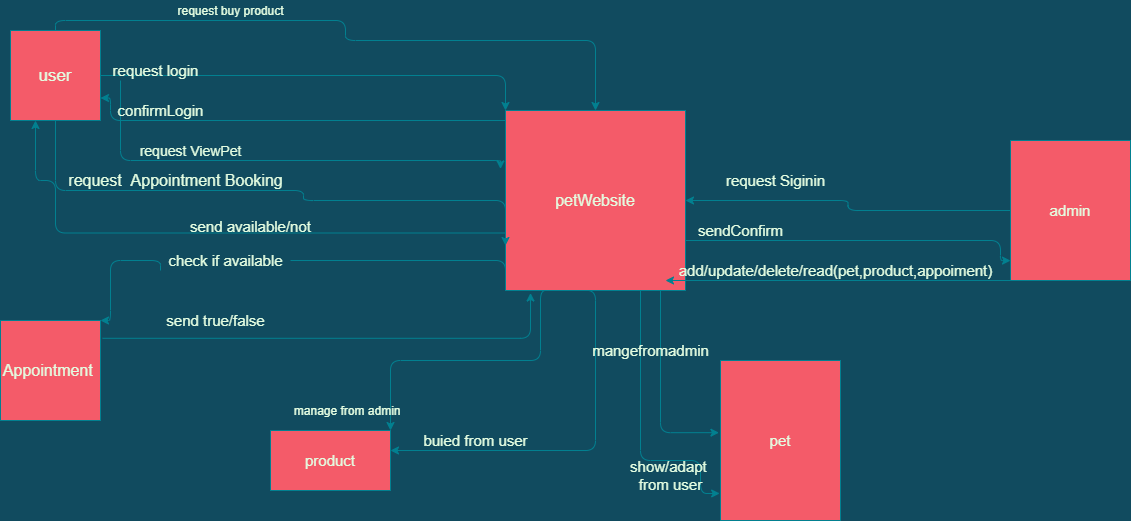 request buy product
user
request login
confirmLogin
request ViewPet
request Appointment Booking
send available/not
check if available
send true/false
Appointment
petWebsite
request Siginin
admin
sendConfirm
add/update/delete/read(pet,product,appoiment)
mangefromadmin
manage from admin
product
buied from user
pet
show/adapt
from user